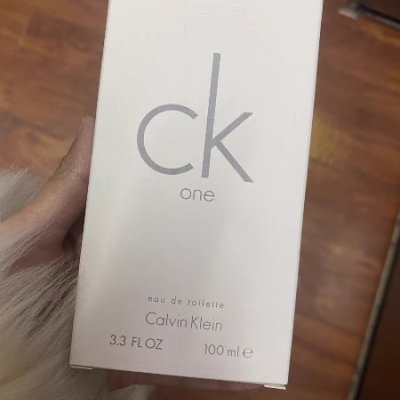 ck
one
eau de toilette
Calvin Klein
3.3 FL OZ 100 ml ℮